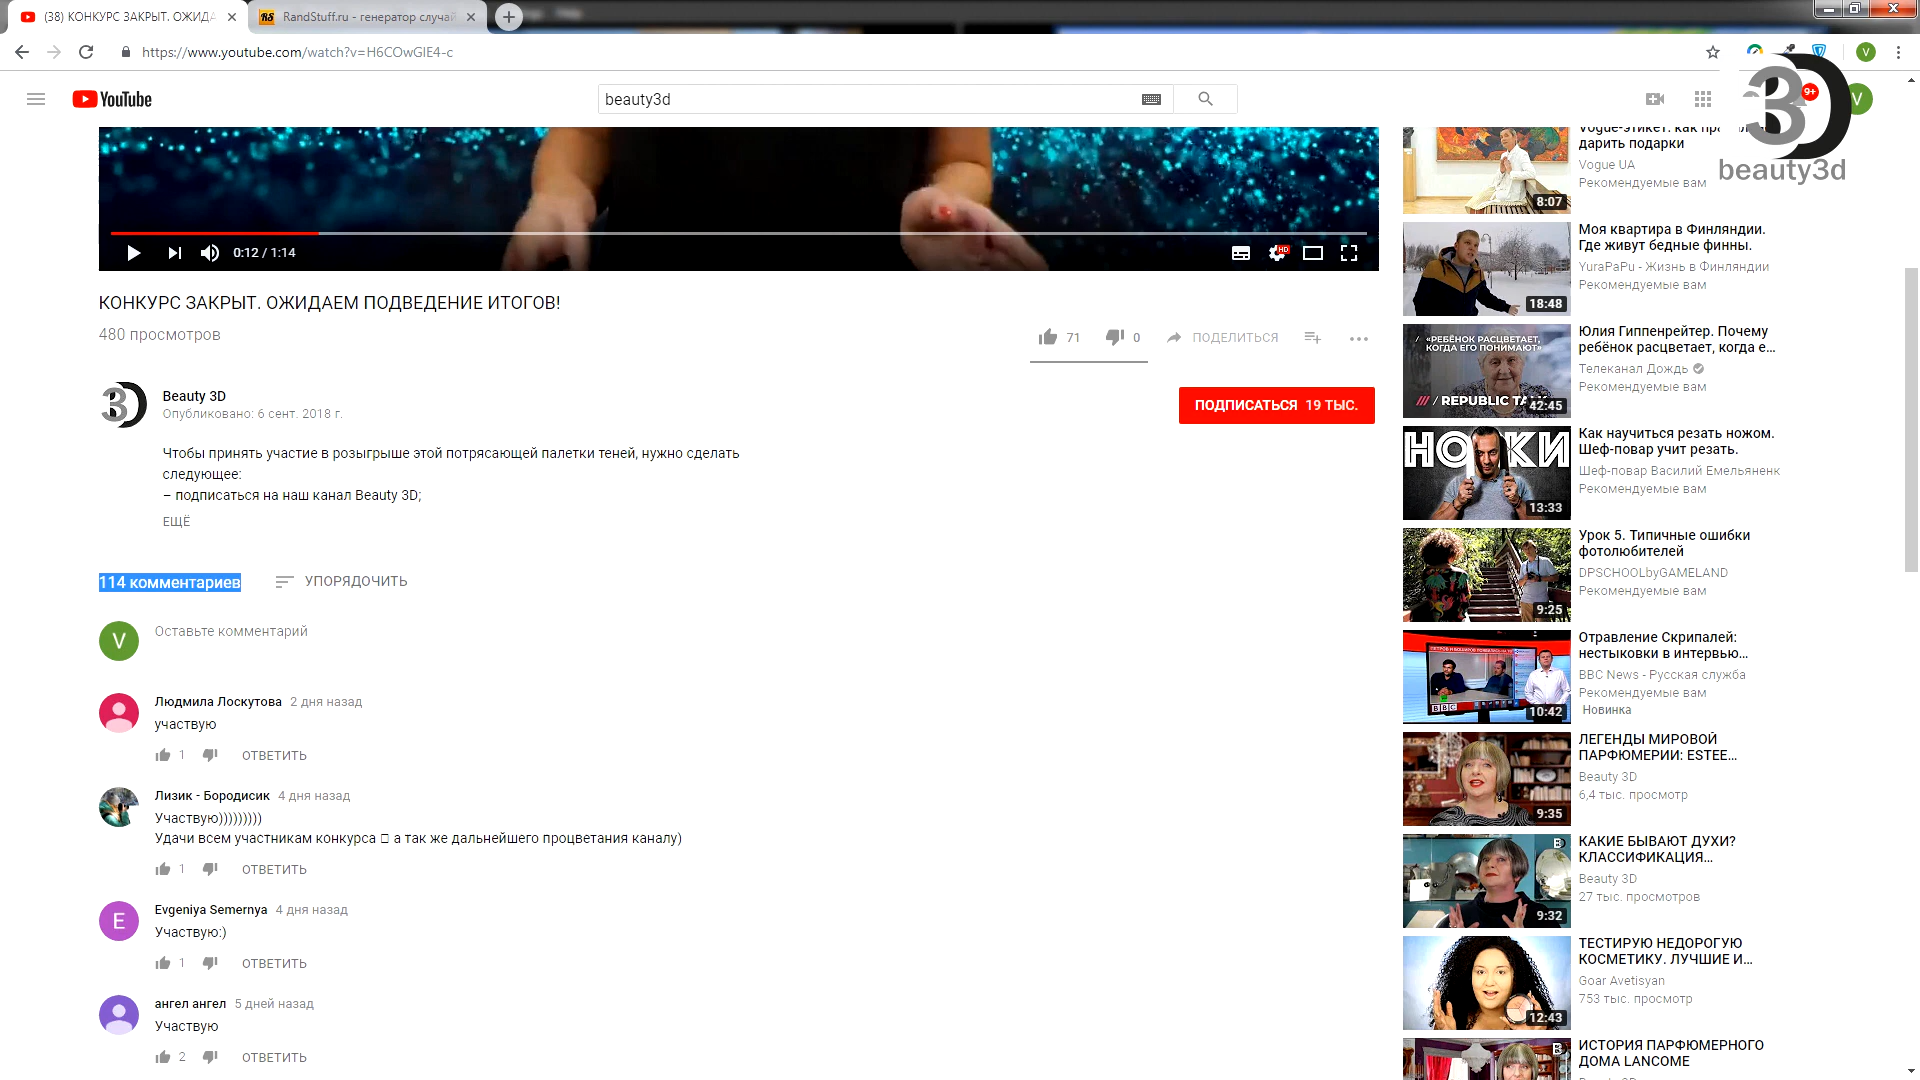 (38) КОНКУРС ЗАКРЫТ. ОЖИДА
RandStuff.ru - генератор случай
https://www.youtube.com/watch?v=H6COwGlE4-c
V
YouTube
beauty3d
9+
V
3D
beauty3d
0:12 / 1:14
HD
КОНКУРС ЗАКРЫТ. ОЖИДАЕМ ПОДВЕДЕНИЕ ИТОГОВ!
480 просмотров
71
0
ПОДЕЛИТЬСЯ
3D
Beauty 3D
Опубликовано: 6 сент. 2018 г.
ПОДПИСАТЬСЯ 19 ТЫС.
Чтобы принять участие в розыгрыше этой потрясающей палетки теней, нужно сделать
следующее:
– подписаться на наш канал Beauty 3D;
ЕЩЁ
114 комментариев
УПОРЯДОЧИТЬ
V
Оставьте комментарий
Людмила Лоскутова 2 дня назад
участвую
1
ОТВЕТИТЬ
Лизик - Бородисик 4 дня назад
Участвую)))))))))
Удачи всем участникам конкурса а так же дальнейшего процветания каналу)
1
ОТВЕТИТЬ
E
Evgeniya Semernya 4 дня назад
Участвую:)
1
ОТВЕТИТЬ
ангел ангел 5 дней назад
Участвую
2
ОТВЕТИТЬ
Vogue-этикет: как
дарить подарки
Vogue UA
Рекомендуемые вам
8:07
Моя квартира в Финляндии.
Где живут бедные финны.
YuraPaPu - Жизнь в Финляндии
Рекомендуемые вам
18:48
«РЕБЁНОК РАСЦВЕТАЕТ,
КОГДА ЕГО ПОНИМАЮТ»
/// / REPUBLIC
42:45
Юлия Гиппенрейтер. Почему
ребёнок расцветает, когда е...
Телеканал Дождь
Рекомендуемые вам
НОЖИ
13:33
Как научиться резать ножом.
Шеф-повар учит резать.
Шеф-повар Василий Емельяненк
Рекомендуемые вам
9:25
Урок 5. Типичные ошибки
фотолюбителей
DPSCHOOLbyGAMELAND
Рекомендуемые вам
BBC
10:42
Отравление Скрипалей:
нестыковки в интервью...
BBC News - Русская служба
Рекомендуемые вам
Новинка
9:35
ЛЕГЕНДЫ МИРОВОЙ
ПАРФЮМЕРИИ: ESTEE...
Beauty 3D
6,4 тыс. просмотр
9:32
КАКИЕ БЫВАЮТ ДУХИ?
КЛАССИФИКАЦИЯ...
Beauty 3D
27 тыс. просмотров
12:43
ТЕСТИРУЮ НЕДОРОГУЮ
КОСМЕТИКУ. ЛУЧШИЕ И...
Goar Avetisyan
753 тыс. просмотр
ИСТОРИЯ ПАРФЮМЕРНОГО
ДОМА LANCOME